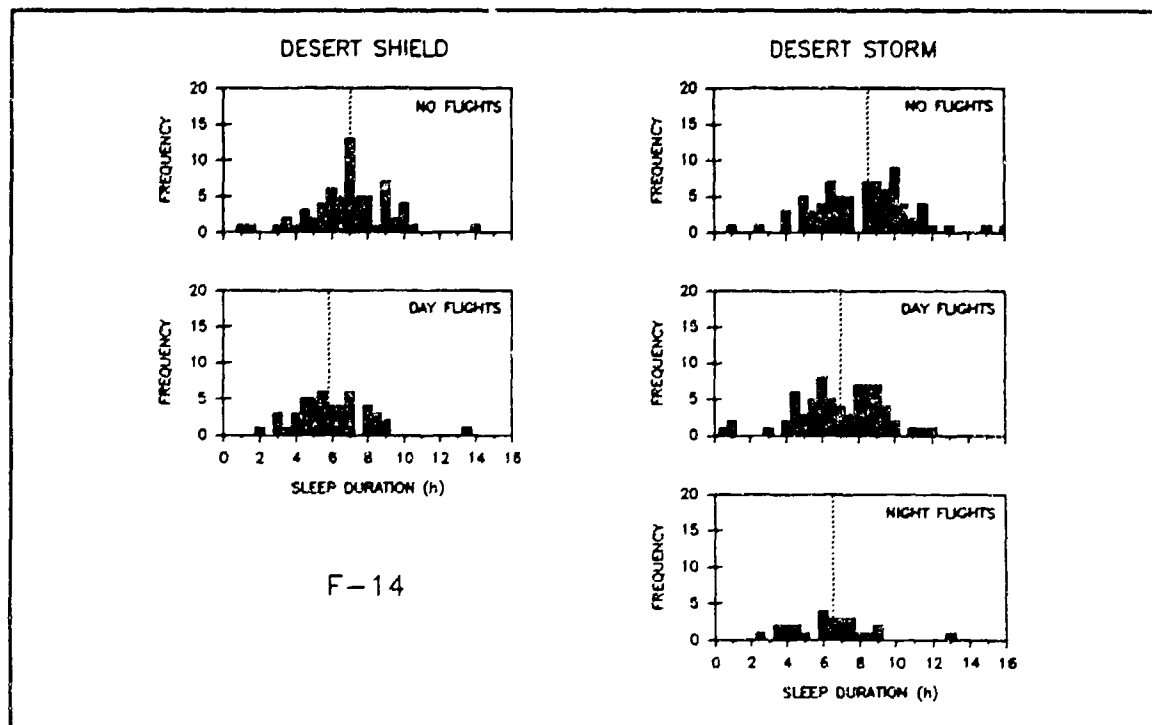 DESERT SHIELD
20
15
10
5
0
FREQUENCY
NO FLIGHTS
20
15
10
5
0
FREQUENCY
DAY FLIGHTS
0 2 4 6 8 10 12 14 16
SLEEP DURATION (h)
F-14
DESERT STORM
20
15
10
5
0
FREQUENCY
NO FLIGHTS
20
15
10
5
0
FREQUENCY
DAY FLIGHTS
20
15
10
5
0
FREQUENCY
NIGHT FLIGHTS
0 2 4 6 8 10 12 14 16
SLEEP DURATION (h)